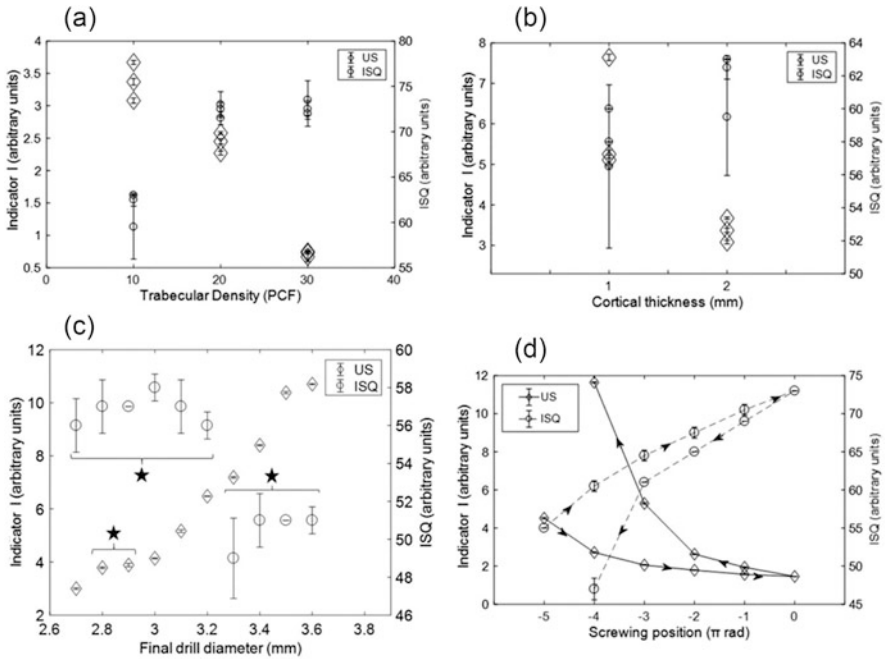 (a)
US
ISQ
Indicator I (arbitrary units)
4
3.5
3
2.5
2
1.5
1
0.5
80
75
70
65
60
55
ISQ (arbitrary units)
0 10 20 30 40
Trabecular Density (PCF)
(b)
US
ISQ
Indicator I (arbitrary units)
8
7
6
5
4
3
64
62
60
58
56
54
52
50
ISQ (arbitrary units)
1 2
Cortical thickness (mm)
(c)
US
ISQ
Indicator I (arbitrary units)
12
10
8
6
4
2
60
58
56
54
52
50
48
46
ISQ (arbitrary units)
2.6 2.8 3 3.2 3.4 3.6 3.8 44
Final drill diameter (mm)
(d)
US
ISQ
Indicator I (arbitrary units)
12
10
8
6
4
2
0
75
70
65
60
55
50
45
ISQ (arbitrary units)
-5 -4 -3 -2 -1 0
Screwing position (π rad)